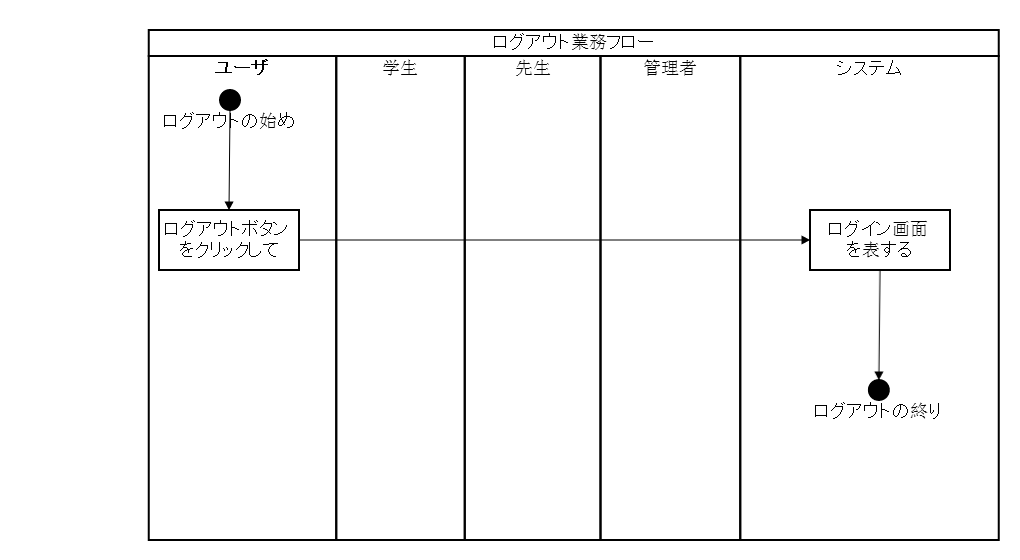 ログアウト業務フロー
ユーザ
学生
先生
管理者
システム
ログアウトの始め
ログアウトボタン
をクリックして
ログイン画面
を表する
ログアウトの終り